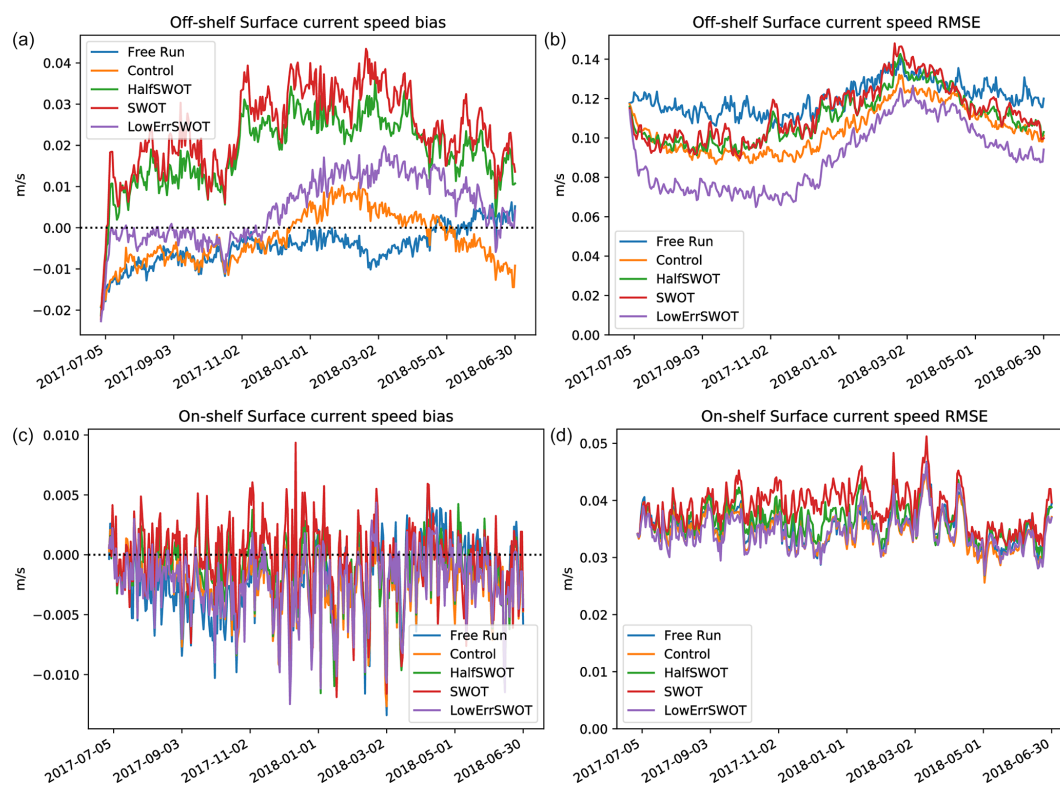 Off-shelf Surface current speed bias
(a)
m/s
0.04
0.03
0.02
0.01
0.00
−0.01
−0.02
Free Run
Control
HalfSWOT
SWOT
LowErrSWOT
2017-07-05
2017-09-03
2017-11-02
2018-01-01
2018-03-02
2018-05-01
2018-06-30
Off-shelf Surface current speed RMSE
(b)
m/s
0.14
0.12
0.10
0.08
0.06
0.04
0.02
0.00
Free Run
Control
HalfSWOT
SWOT
LowErrSWOT
2017-07-05
2017-09-03
2017-11-02
2018-01-01
2018-03-02
2018-05-01
2018-06-30
On-shelf Surface current speed bias
(c)
m/s
0.010
0.005
0.000
−0.005
−0.010
Free Run
Control
HalfSWOT
SWOT
LowErrSWOT
2017-07-05
2017-09-03
2017-11-02
2018-01-01
2018-03-02
2018-05-01
2018-06-30
On-shelf Surface current speed RMSE
(d)
m/s
0.05
0.04
0.03
0.02
0.01
0.00
Free Run
Control
HalfSWOT
SWOT
LowErrSWOT
2017-07-05
2017-09-03
2017-11-02
2018-01-01
2018-03-02
2018-05-01
2018-06-30